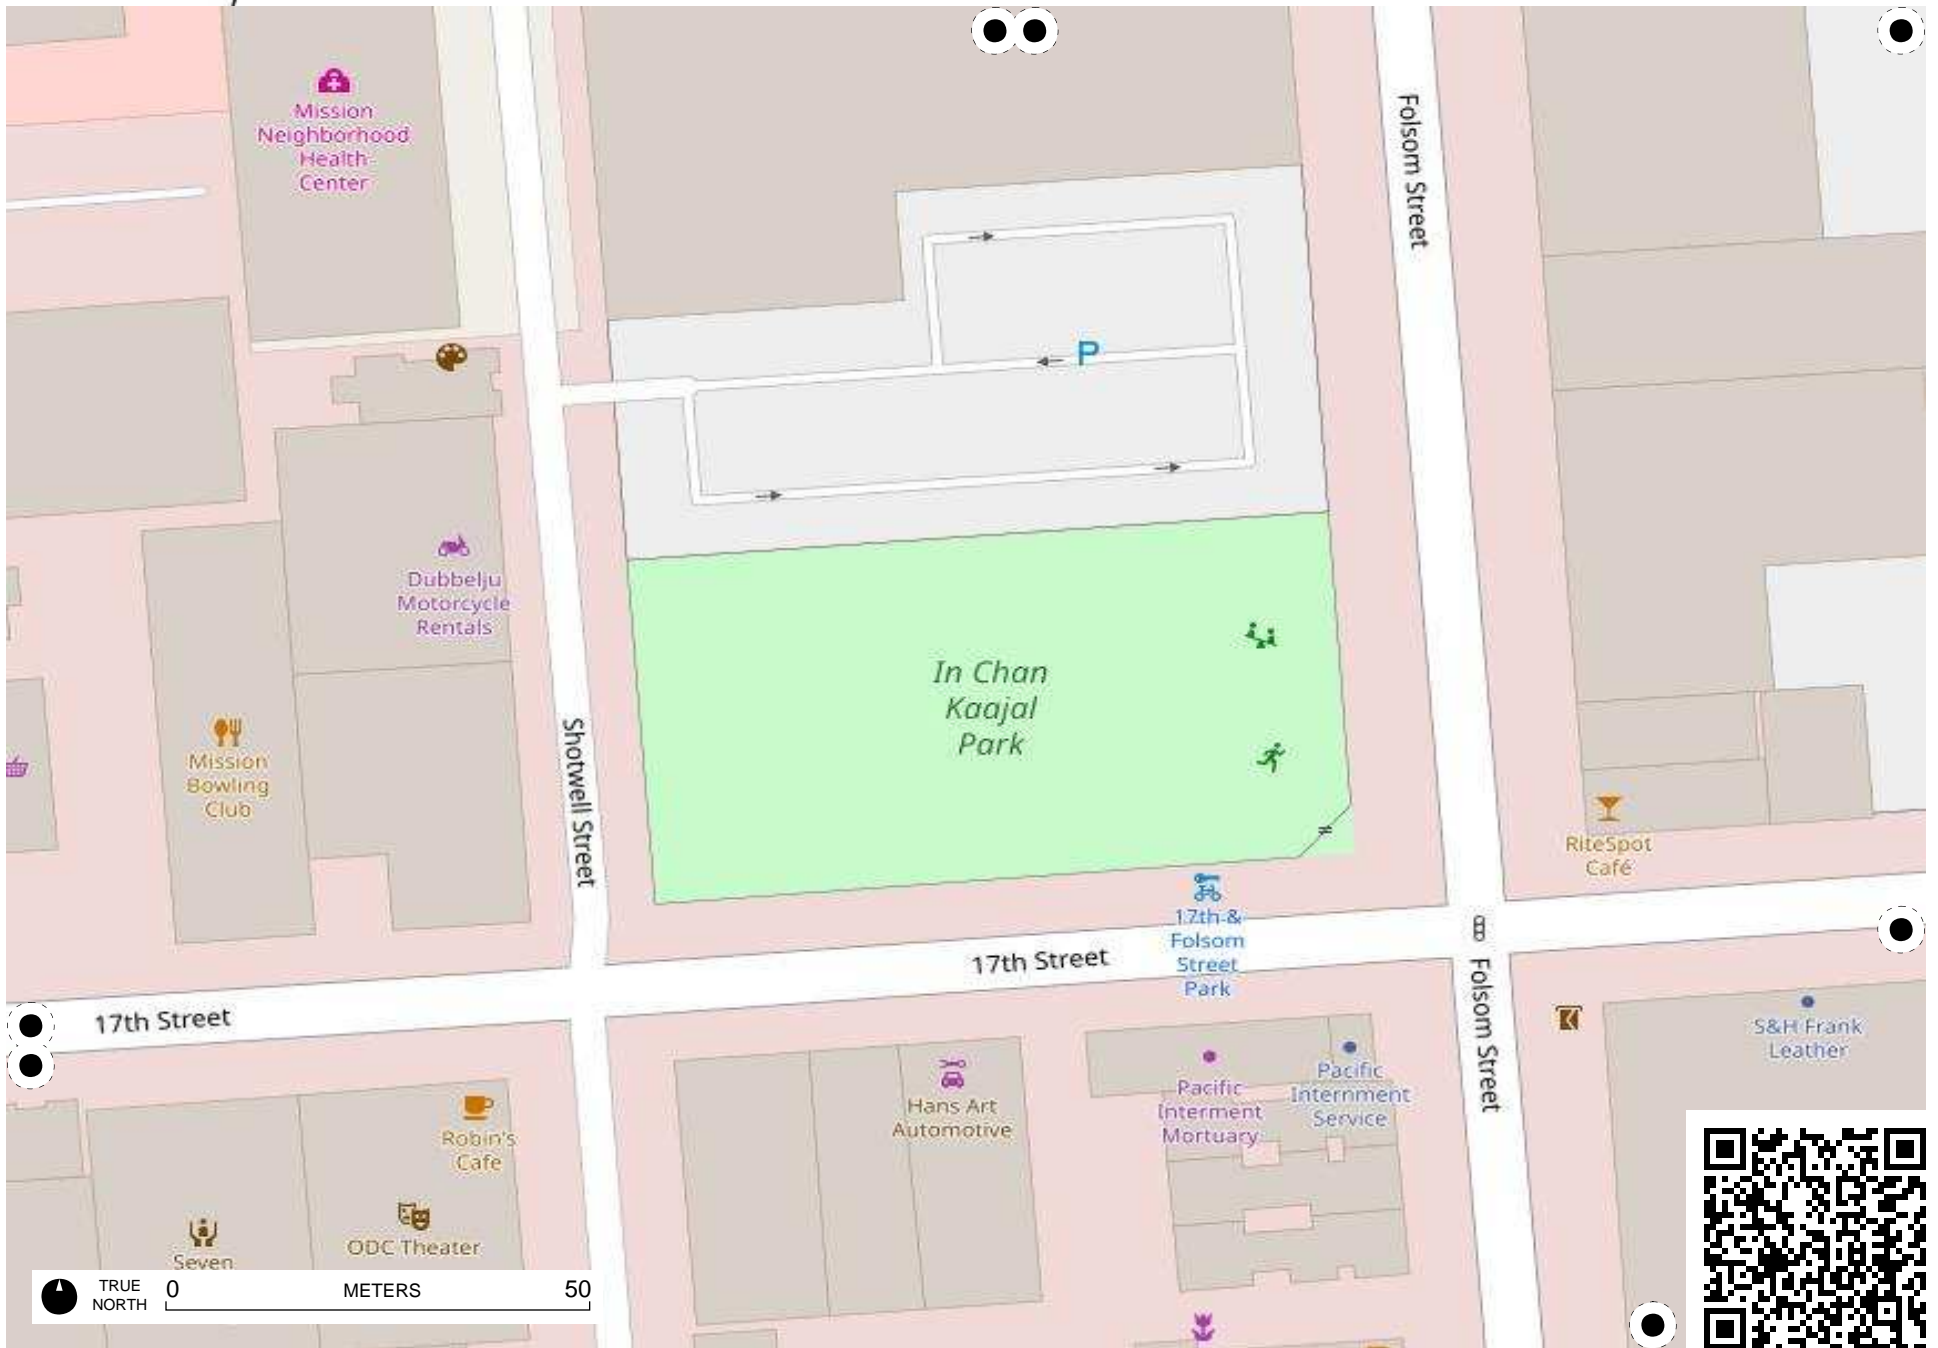 Mission
Neighborhood
Health
Center
Folsom Street
P
Dubbelju
Motorcycle
Rentals
In Chan
Kaajal
Park
Mission
Bowling
Club
Shotwell Street
RiteSpot
Café
17th &
Folsom
Street
Park
17th Street
17th Street
Folsom Street
S&H Frank
Leather
Pacific
Internment
Service
Pacific
Interment
Mortuary
Hans Art
Automotive
Robin's
Cafe
ODC Theater
Seven
TRUE
NORTH
0 METERS 50